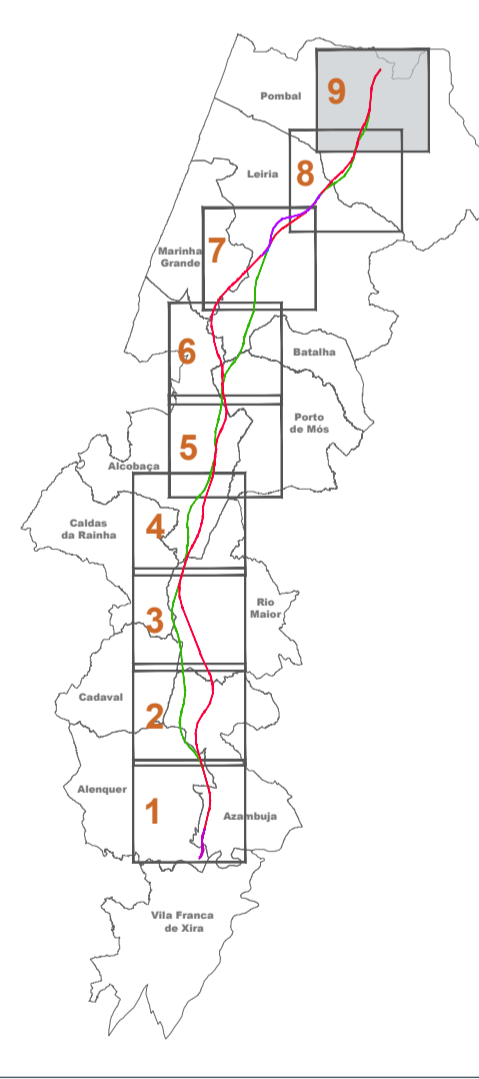 9
Pombal
8
Leiria
7
Marinha
Grande
6
Batalha
Porto
de Mós
5
Alcobaça
4
Caldas
da Rainha
Rio
Maior
3
Cadaval
2
Alenquer
1
Azambuja
Vila Franca
de Xira